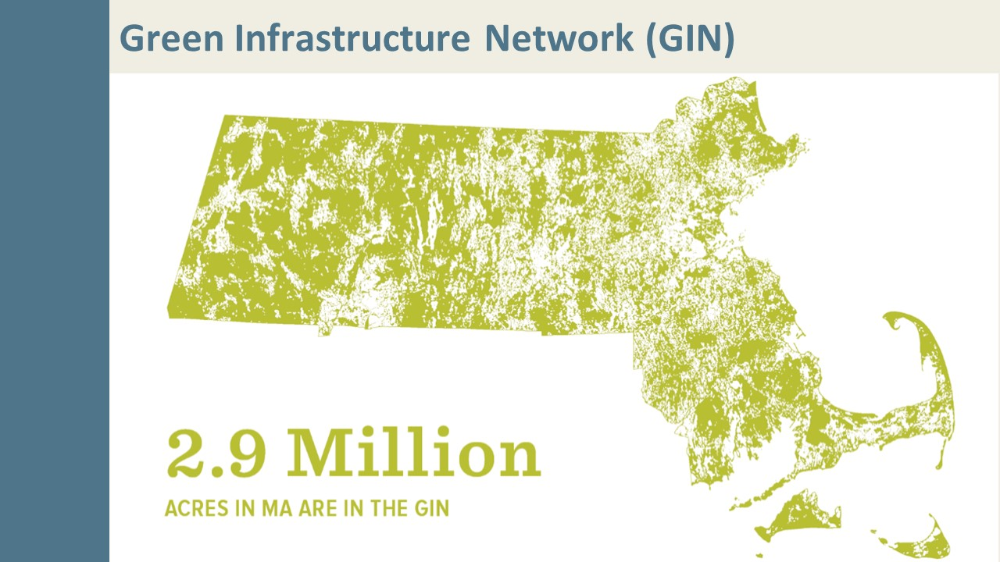 Green Infrastructure Network (GIN)
2.9 Million
ACRES IN MA ARE IN THE GIN